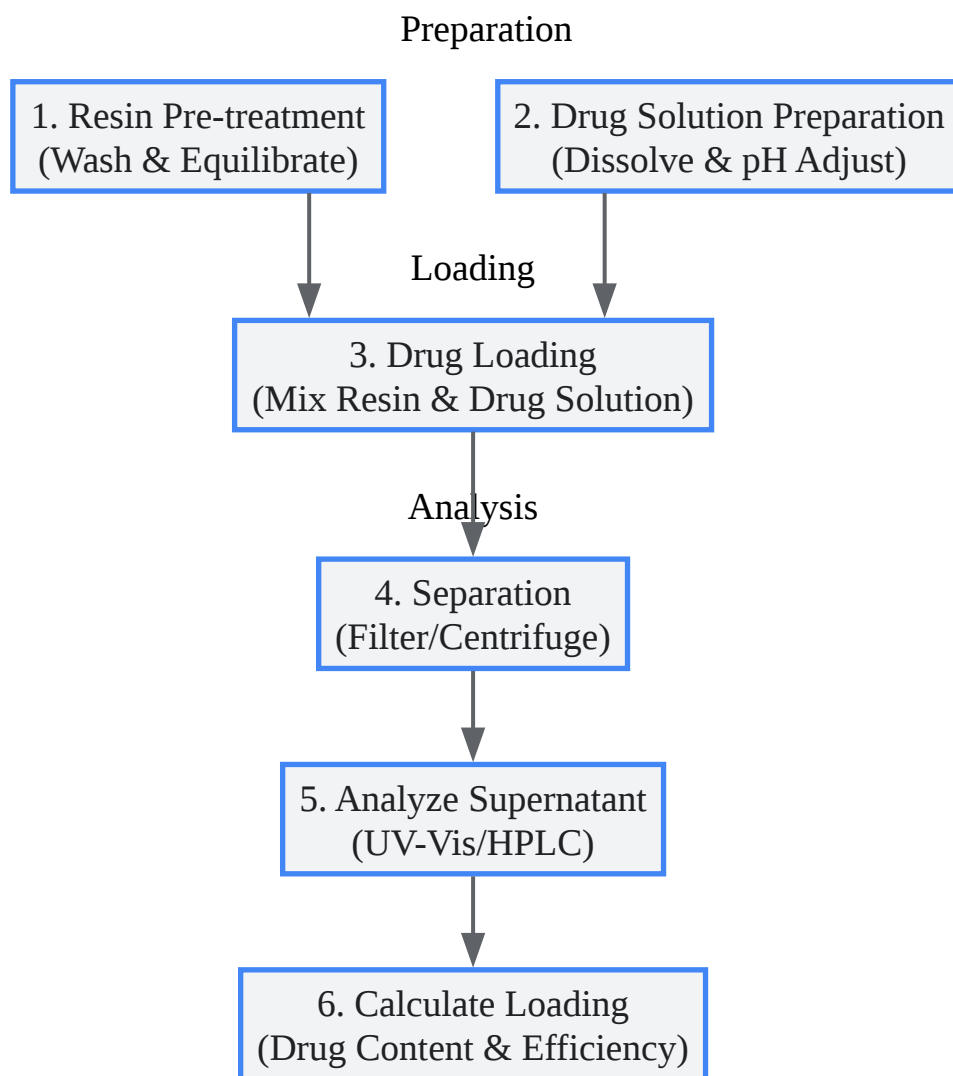 Preparation
1. Resin Pre-treatment
(Wash & Equilibrate)
2. Drug Solution Preparation
(Dissolve & pH Adjust)
Loading
3. Drug Loading
(Mix Resin & Drug Solution)
Analysis
4. Separation
(Filter/Centrifuge)
5. Analyze Supernatant
(UV-Vis/HPLC)
6. Calculate Loading
(Drug Content & Efficiency)